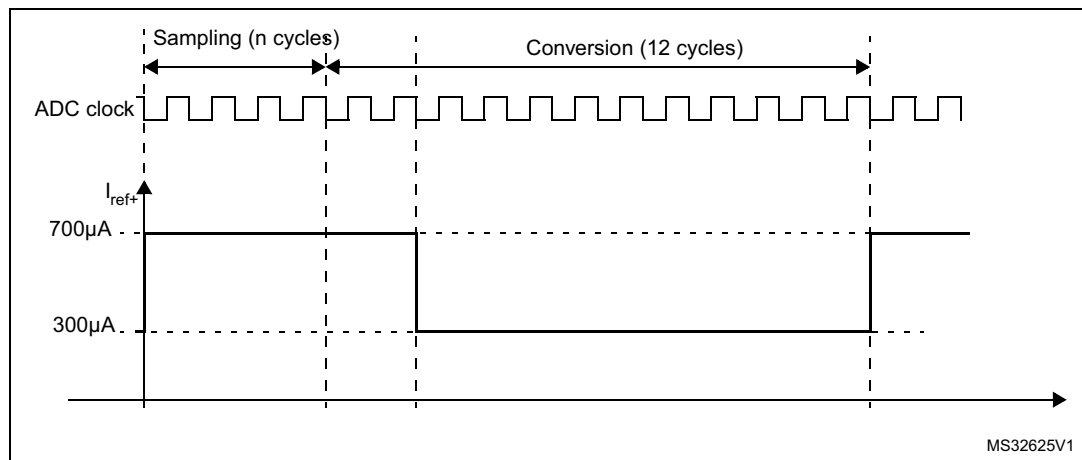 Sampling (n cycles)
Conversion (12 cycles)
ADC clock
Iref+
700µA
300µA
MS32625V1